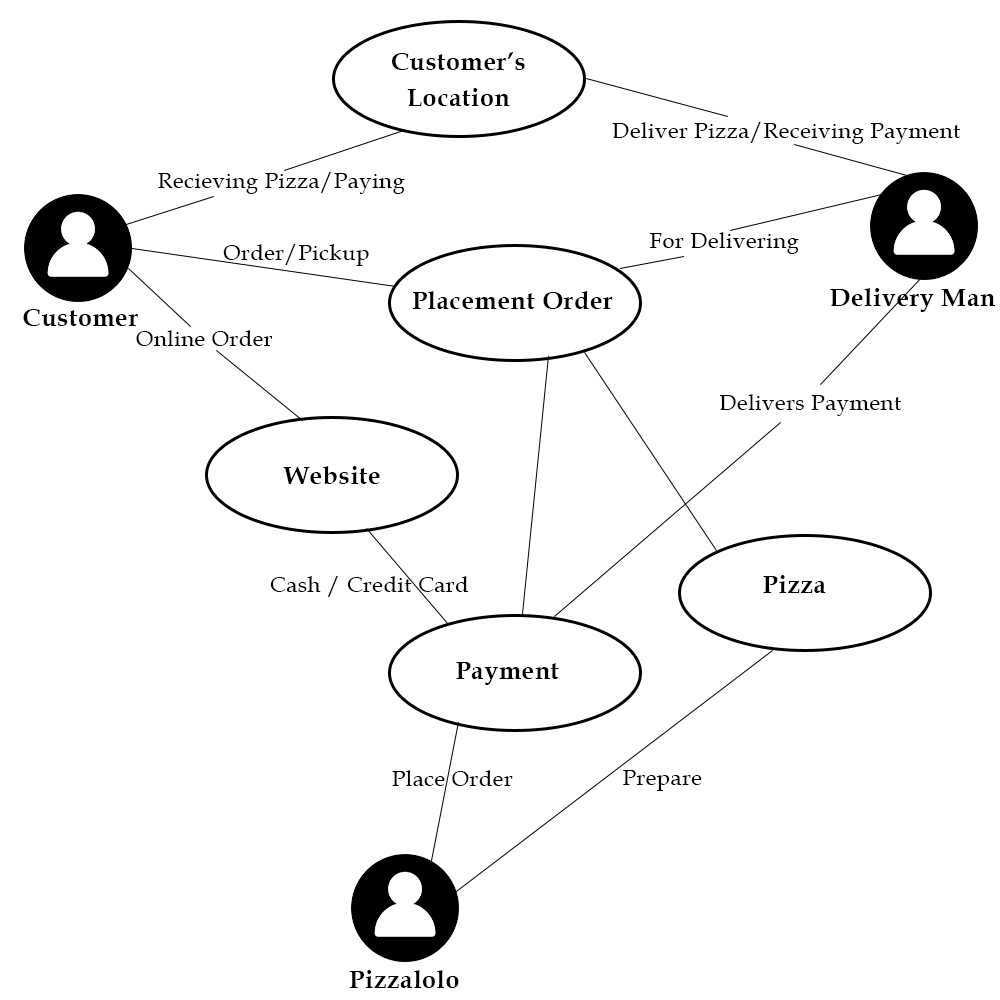 Customer’s
Location
Deliver Pizza/Receiving Payment
Recieving Pizza/Paying
Order/Pickup
For Delivering
Placement Order
Delivery Man
Customer
Online Order
Delivers Payment
Website
Cash / Credit Card
Pizza
Payment
Place Order
Prepare
Pizzalolo